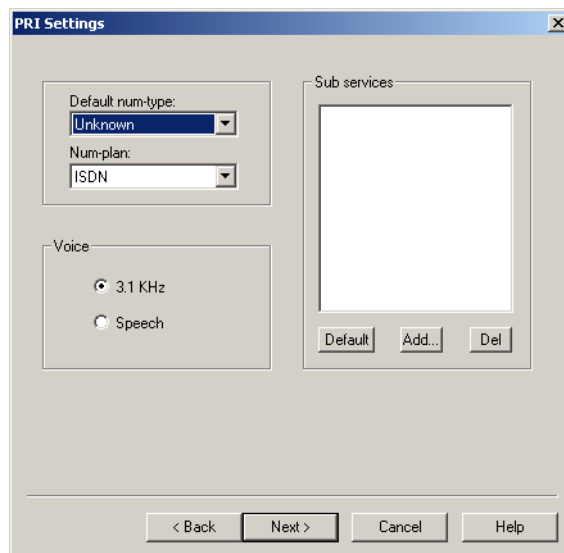 PRI Settings
Default num-type:
Unknown
Num-plan:
ISDN
Voice
3.1 KHz
Speech
Sub services
Default Add... Del
< Back Next > Cancel Help